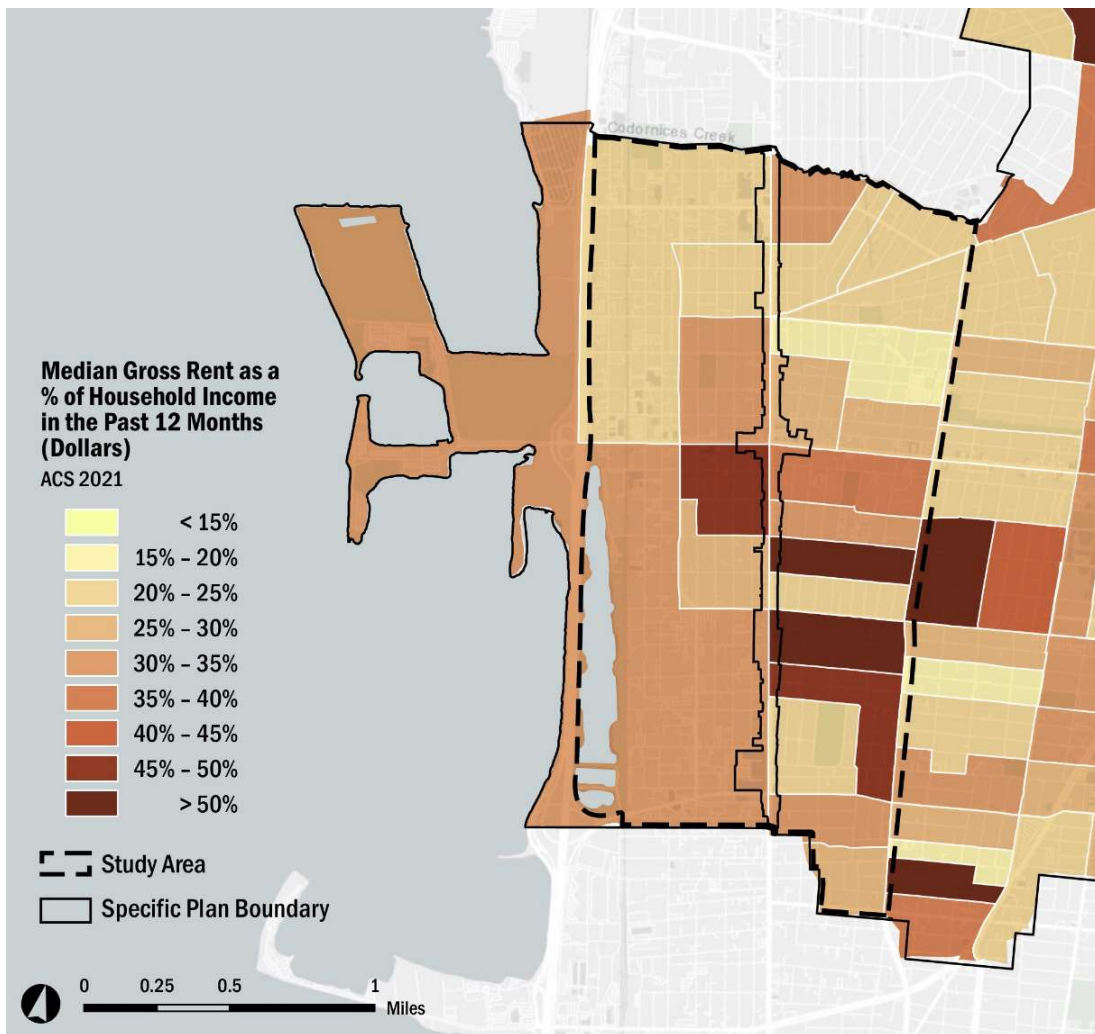 Codornices Creek
Median Gross Rent as a
% of Household Income
in the Past 12 Months
(Dollars)
ACS 2021
< 15%
15% – 20%
20% – 25%
25% – 30%
30% – 35%
35% – 40%
40% – 45%
45% – 50%
> 50%
Study Area
Specific Plan Boundary
0 0.25 0.5 1
Miles